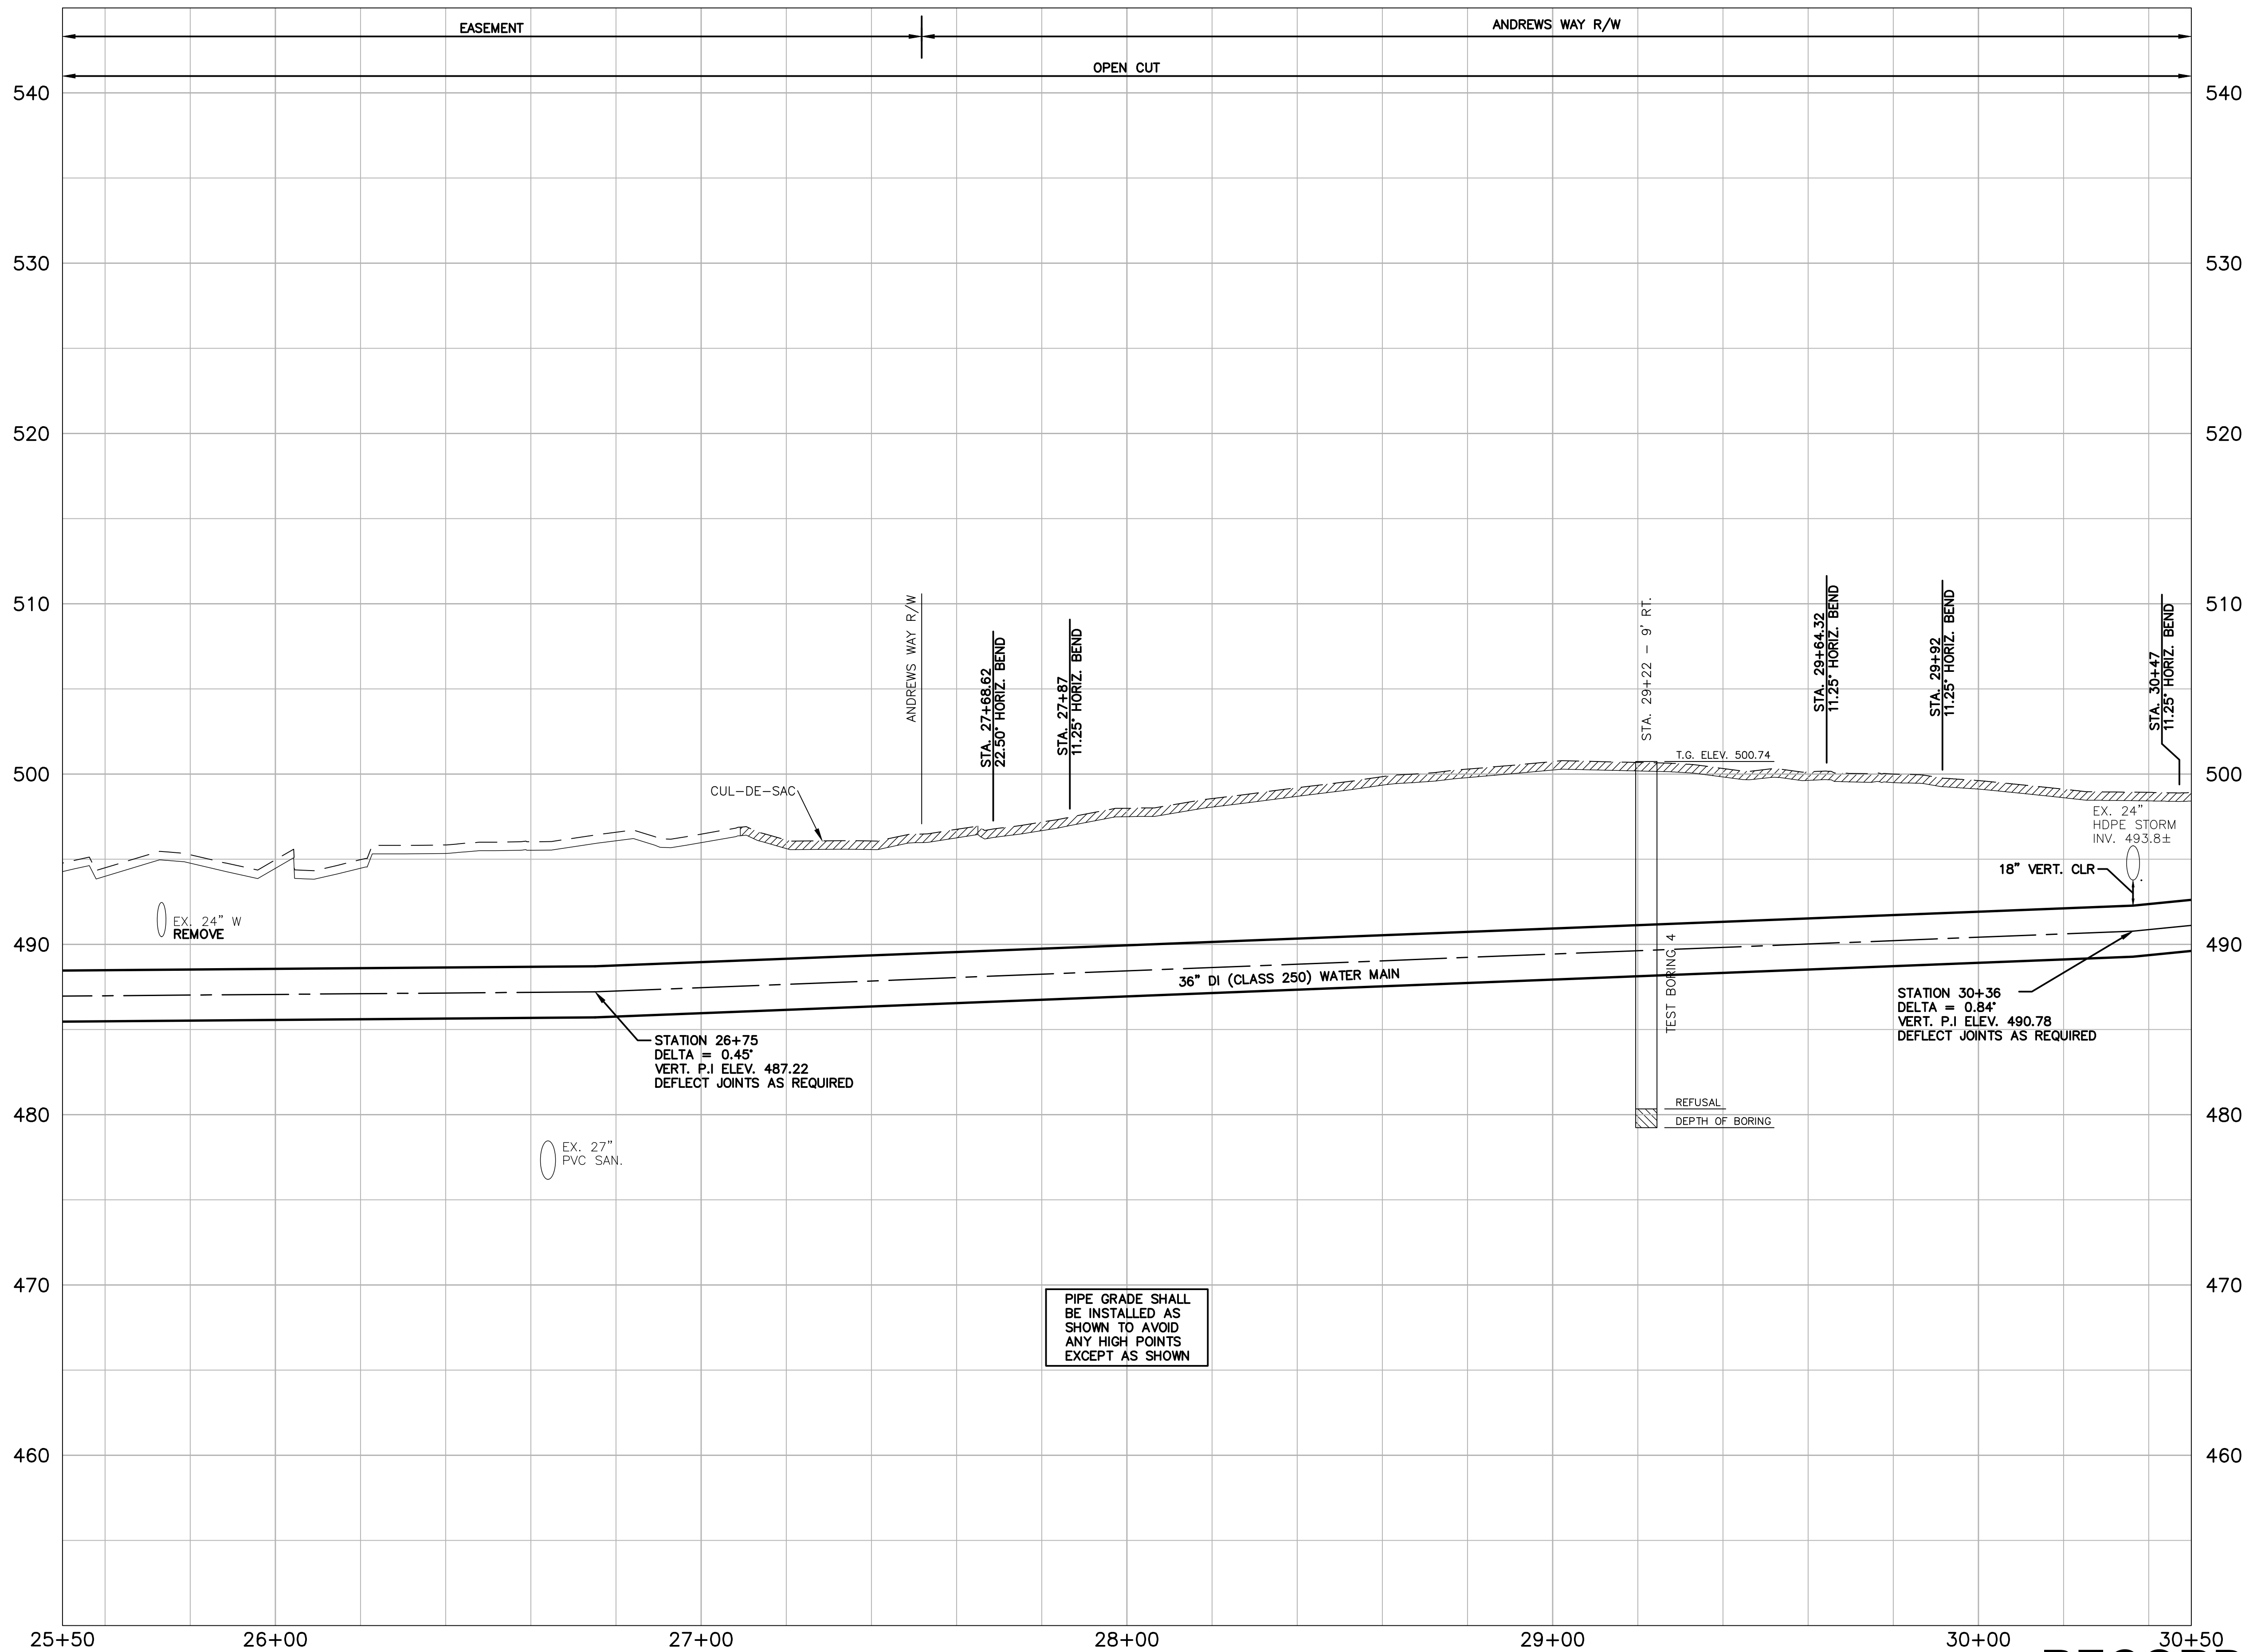 EASEMENT
ANDREWS WAY R/W
OPEN CUT
540
540
530
530
520
520
510
510
ANDREWS WAY R/W
STA. 27+68.62
22.50° HORIZ. BEND
STA. 27+87
11.25° HORIZ. BEND
STA. 29+22 – 9' RT.
STA. 29+64.32
11.25° HORIZ. BEND
STA. 29+92
11.25° HORIZ. BEND
STA. 30+47
11.25° HORIZ. BEND
500
T.G. ELEV. 500.74
500
CUL–DE–SAC
EX. 24"
HDPE STORM
INV. 493.8±
18" VERT. CLR
EX. 24" W
REMOVE
490
490
36" DI (CLASS 250) WATER MAIN
TEST BORING 4
STATION 26+75
DELTA = 0.45°
VERT. P.I ELEV. 487.22
DEFLECT JOINTS AS REQUIRED
STATION 30+36
DELTA = 0.84°
VERT. P.I ELEV. 490.78
DEFLECT JOINTS AS REQUIRED
480
REFUSAL
DEPTH OF BORING
480
EX. 27"
PVC SAN.
470
470
PIPE GRADE SHALL
BE INSTALLED AS
SHOWN TO AVOID
ANY HIGH POINTS
EXCEPT AS SHOWN
460
460
25+50
26+00
27+00
28+00
29+00
30+00
30+50